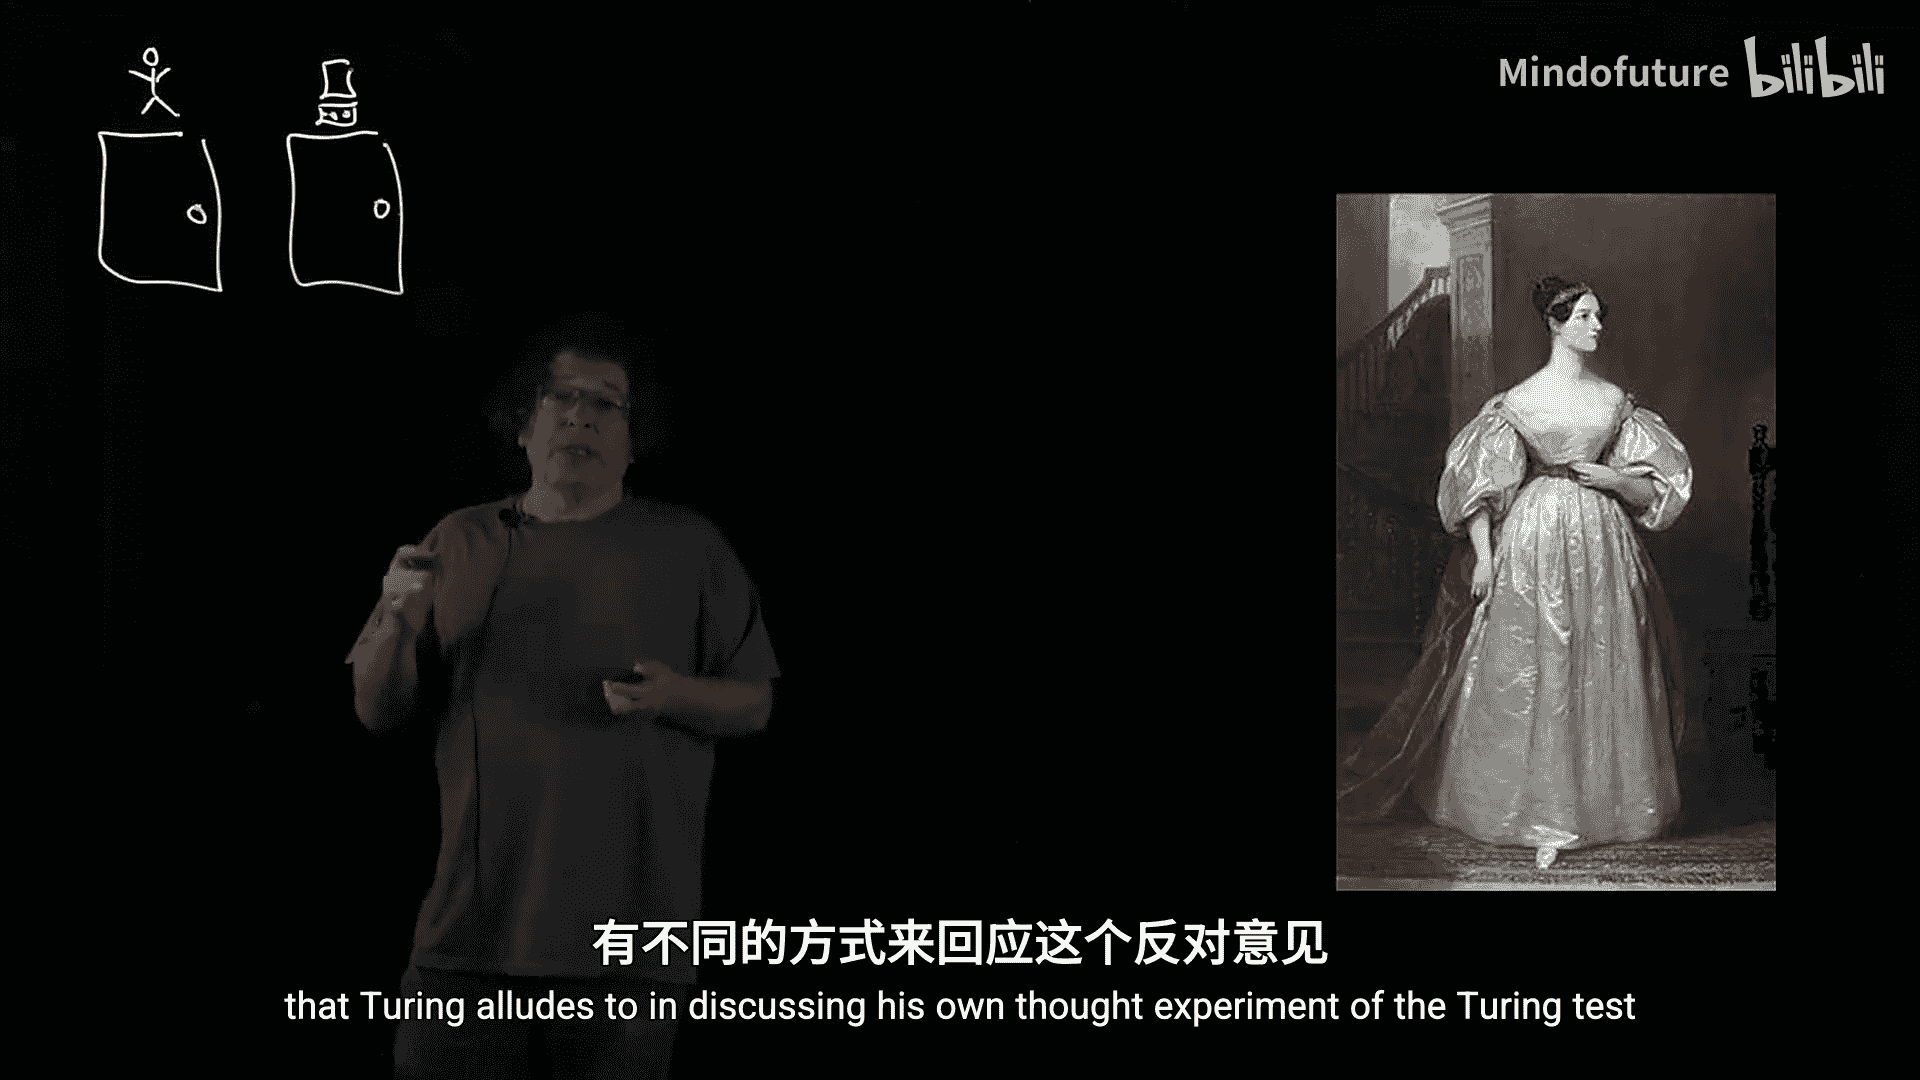 Mindofuture bilibili
有不同的方式来回应这个反对意见
that Turing alludes to in discussing his own thought experiment of the Turing test